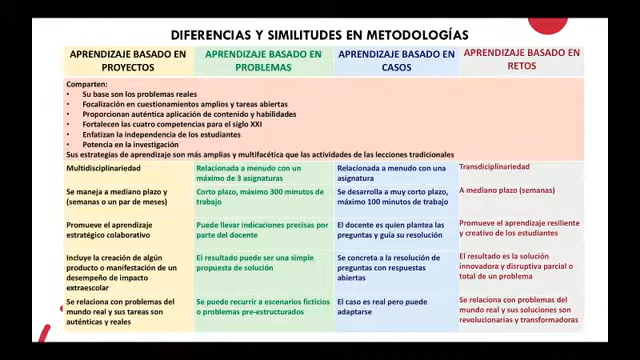 DIFERENCIAS Y SIMILITUDES EN METODOLOGÍAS
APRENDIZAJE BASADO EN
PROYECTOS
APRENDIZAJE BASADO EN
PROBLEMAS
APRENDIZAJE BASADO EN
CASOS
APRENDIZAJE BASADO EN
RETOS
Comparten:
• Su base son los problemas reales
• Focalización en cuestionamientos amplios y tareas abiertas
• Proporcionan auténtica aplicación de contenido y habilidades
• Fortalecen las cuatro competencias para el siglo XXI
• Enfatizan la independencia de los estudiantes
• Potencia en la investigación
Sus estrategias de aprendizaje son más amplias y multifacética que las actividades de las lecciones tradicionales
Multidisciplinariedad
Relacionada a menudo con un
máximo de 3 asignaturas
Relacionada a menudo con una
asignatura
Transdiciplinariedad
Se maneja a mediano plazo y
(semanas o un par de meses)
Corto plazo, máximo 300 minutos de
trabajo
Se desarrolla a muy corto plazo,
máximo 100 minutos de trabajo
A mediano plazo (semanas)
Promueve el aprendizaje
estratégico colaborativo
Puede llevar indicaciones precisas por
parte del docente
El docente es quien plantea las
preguntas y guía su resolución
Promueve el aprendizaje resiliente
y creativo de los estudiantes
Incluye la creación de algún
producto o manifestación de un
desempeño de impacto
extraescolar
El resultado puede ser una simple
propuesta de solución
Se concreta a la resolución de
preguntas con respuestas
abiertas
El resultado es la solución
innovadora y disruptiva parcial o
total de un problema
Se relaciona con problemas del
mundo real y sus tareas son
auténticas y reales
Se puede recurrir a escenarios ficticios
o problemas pre-estructurados
El caso es real pero puede
adaptarse
Se relaciona con problemas del
mundo real y sus soluciones son
revolucionarias y transformadoras